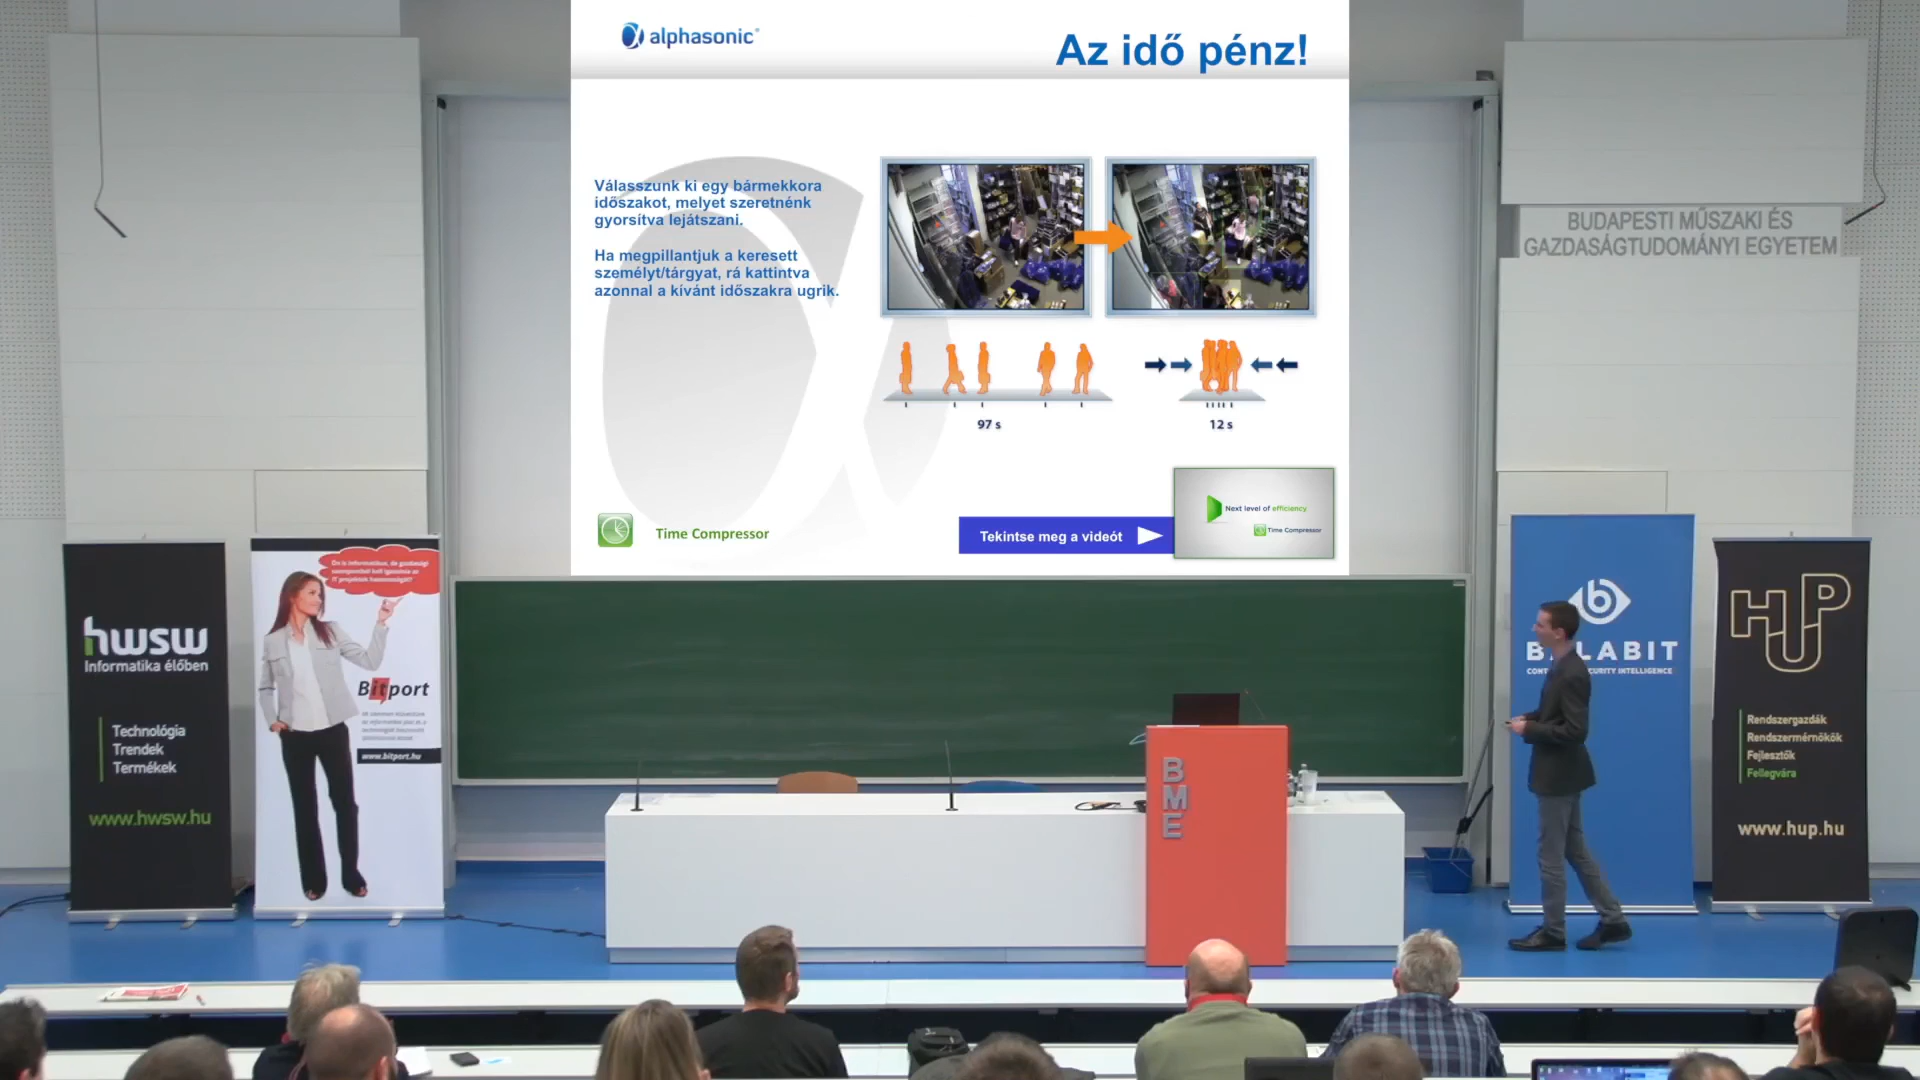 alphasonic
Az idő pénz!
Válasszunk ki egy bármekkora
időszakot, melyet szeretnénk
gyorsítva lejátszani.
Ha megpillantjuk a keresett
személyt/tárgyat, rá kattintva
azonnal a kívánt időszakra ugrik.
97 s
12 s
Time Compressor
Tekintse meg a videót
Next level of efficiency
Time Compressor
BUDAPESTI MŰSZAKI ÉS
GAZDASÁGTUDOMÁNYI EGYETEM
hwsw
Informatika élőben
Technológia
Trendek
Termékek
www.hwsw.hu
Bitport
www.bitport.hu
BME
LABIT
HUP
Rendszergazdák
Rendszermérnökök
Fejlesztők
Fellegvára
www.hup.hu